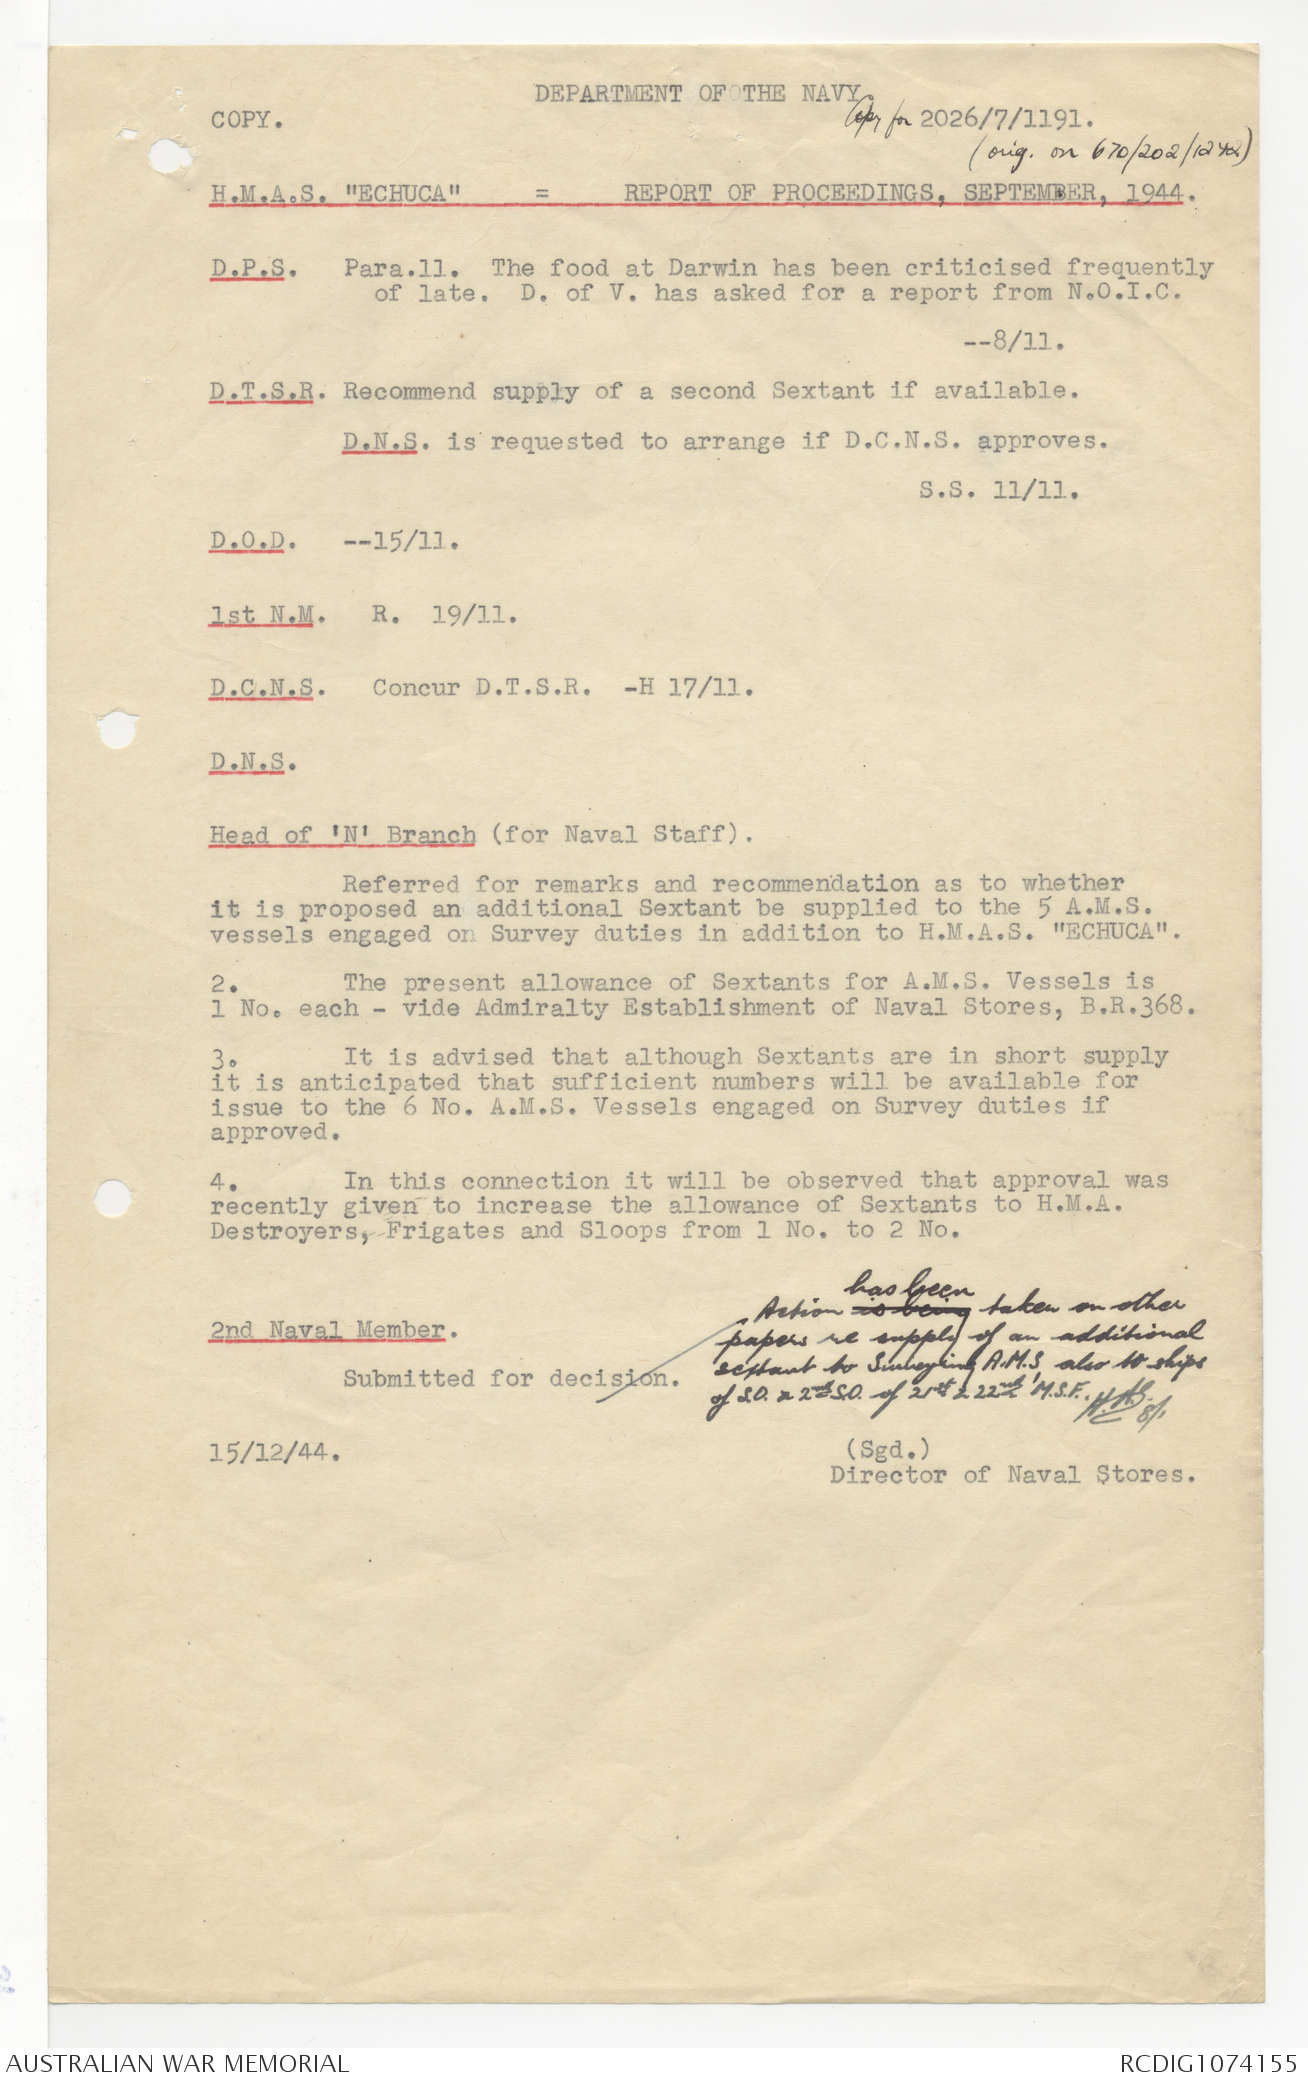 DEPARTMENT OF THE NAVY.
COPY. Copy for 2026/7/1191.
(orig. on 670/202/1242)
H.M.A.S. "ECHUCA" = REPORT OF PROCEEDINGS, SEPTEMBER, 1944.
D.P.S. Para.11. The food at Darwin has been criticised frequently
of late. D. of V. has asked for a report from N.O.I.C.
--8/11.
D.T.S.R. Recommend supply of a second Sextant if available.
D.N.S. is requested to arrange if D.C.N.S. approves.
S.S. 11/11.
D.O.D. --15/11.
1st N.M. R. 19/11.
D.C.N.S. Concur D.T.S.R. -H 17/11.
D.N.S.
Head of 'N' Branch (for Naval Staff).
Referred for remarks and recommendation as to whether
it is proposed an additional Sextant be supplied to the 5 A.M.S.
vessels engaged on Survey duties in addition to H.M.A.S. "ECHUCA".
2. The present allowance of Sextants for A.M.S. Vessels is
1 No. each - vide Admiralty Establishment of Naval Stores, B.R.368.
3. It is advised that although Sextants are in short supply
it is anticipated that sufficient numbers will be available for
issue to the 6 No. A.M.S. Vessels engaged on Survey duties if
approved.
4. In this connection it will be observed that approval was
recently given to increase the allowance of Sextants to H.M.A.
Destroyers, Frigates and Sloops from 1 No. to 2 No.
has been
Action is being taken on other
2nd Naval Member.
papers re supply of an additional
sextant to Surveying A.M.S, also to ships
Submitted for decision.
of S.O. & 2nd S.O. of 21st & 22nd M.S.F.
8/1
15/12/44. (Sgd.)
Director of Naval Stores.
AUSTRALIAN WAR MEMORIAL RCDIG1074155